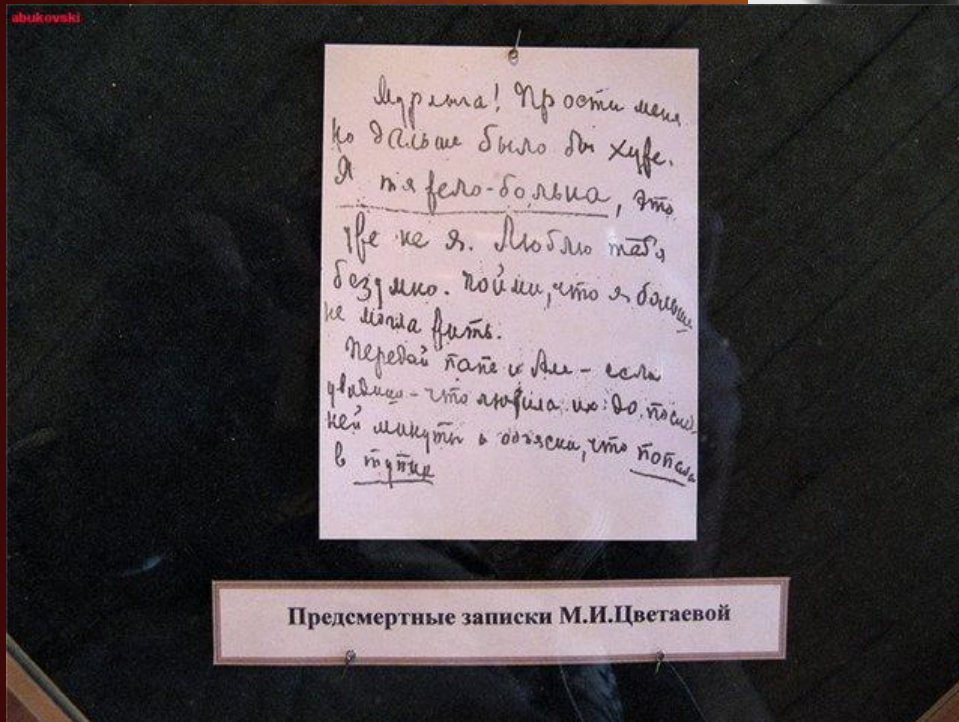 abukovski
Мурлыга! Прости меня
но дальше было бы хуже.
Я тяжело-больна, это
уже не я. Люблю тебя
безумно. Пойми, что я больше
не могла жить.
Передай папе и Але – если
увидишь – что любила их до послед
ней минуты и объясни, что попала
в тупик
Предсмертные записки М.И.Цветаевой